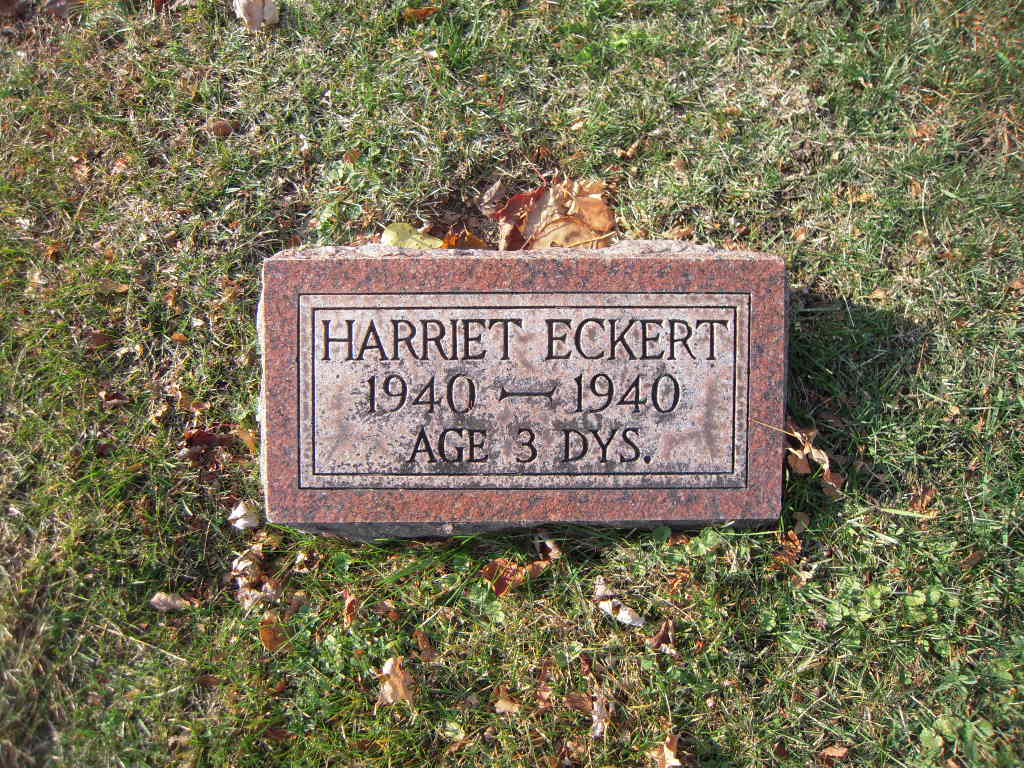 HARRIET ECKERT
1940 — 1940
AGE 3 DYS.